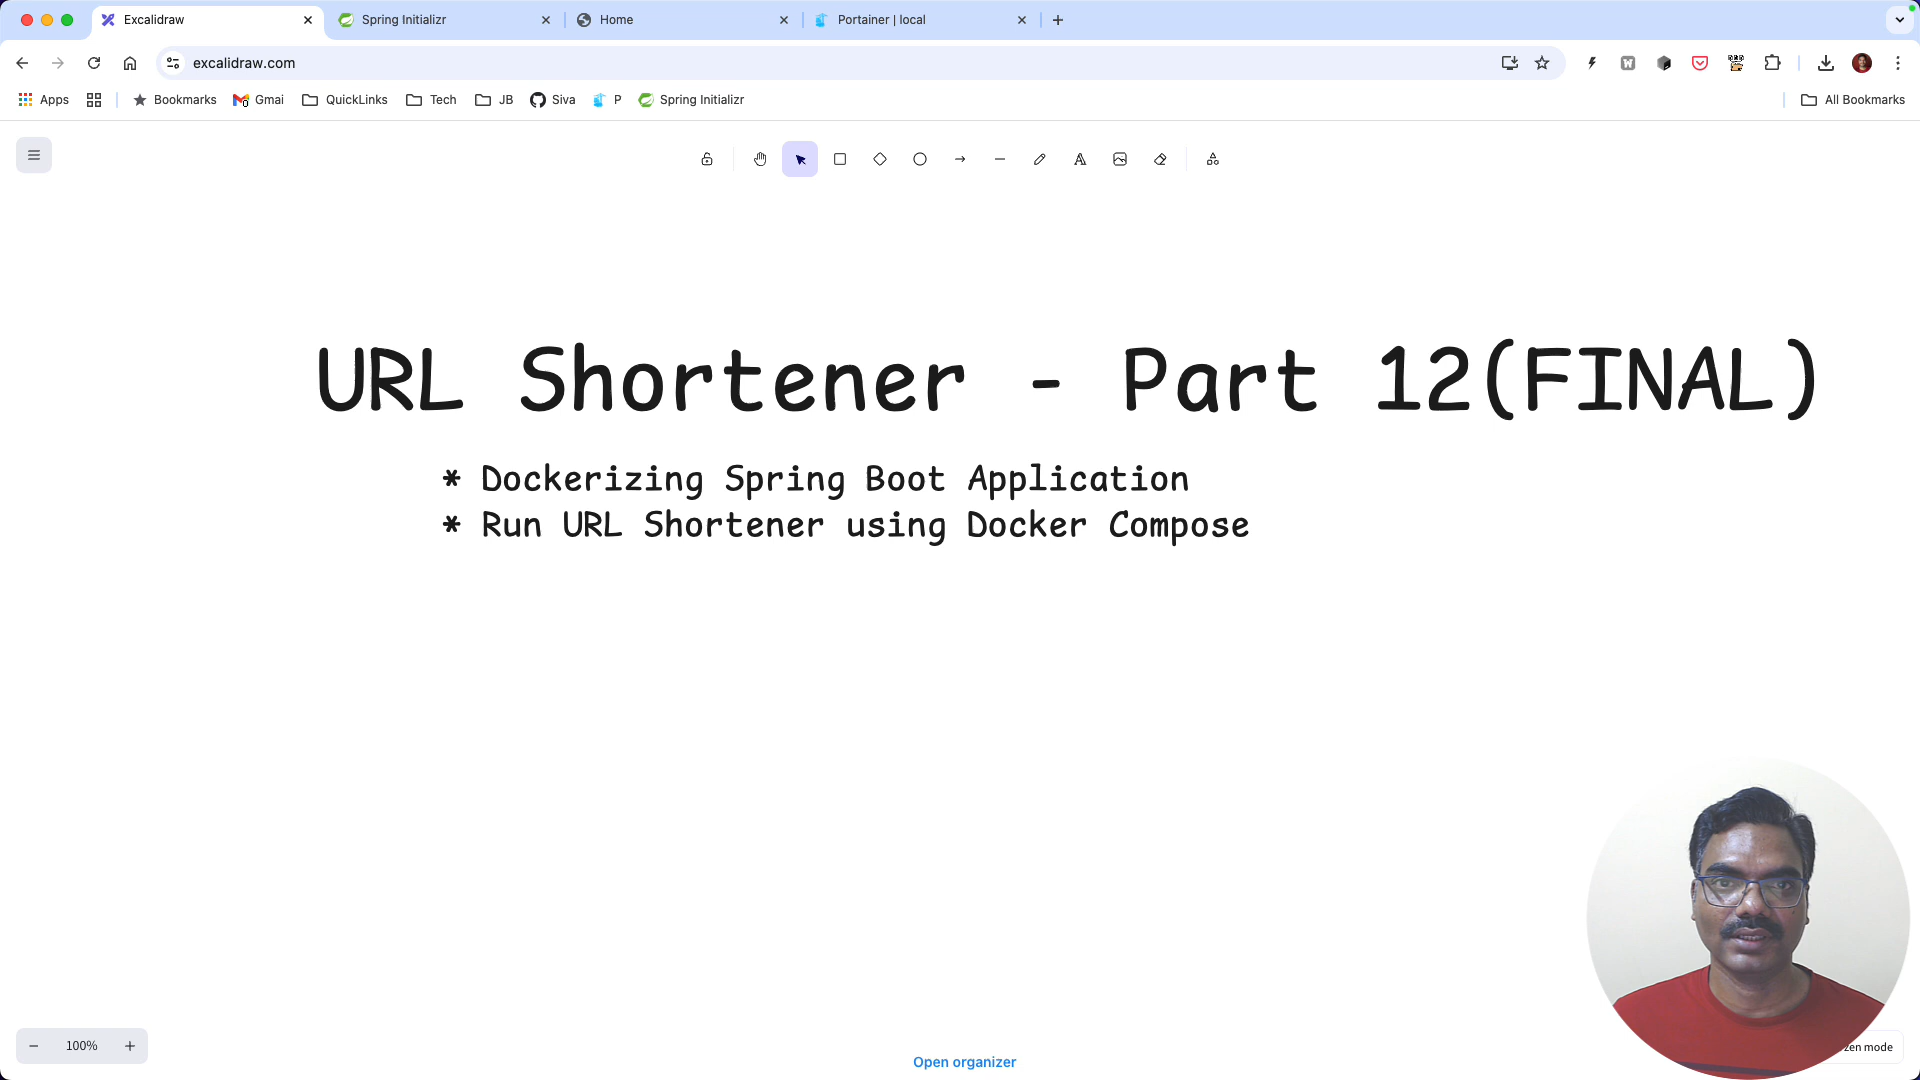 Excalidraw
Spring Initializr
Home
Portainer | local
excalidraw.com
Apps
Bookmarks
Gmai
QuickLinks
Tech
JB
Siva
P
Spring Initializr
All Bookmarks
URL Shortener - Part 12(FINAL)
* Dockerizing Spring Boot Application
* Run URL Shortener using Docker Compose
100%
Open organizer
zen mode